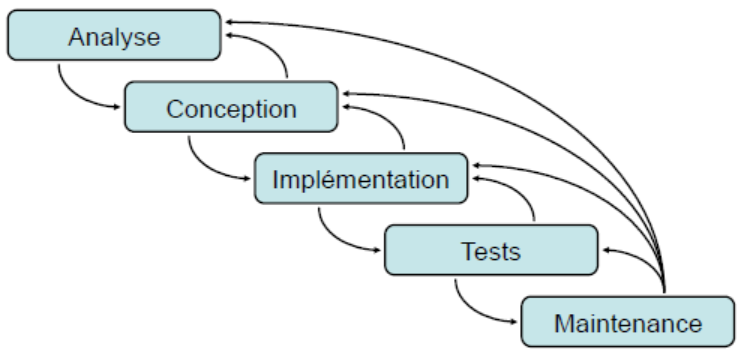 Analyse
Conception
Implémentation
Tests
Maintenance